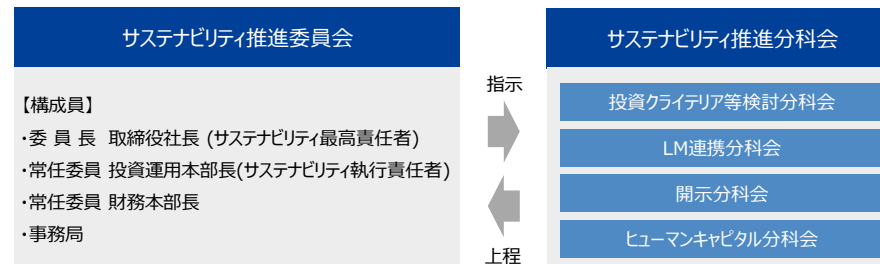 サステナビリティ推進委員会
【構成員】
・委 員 長 取締役社長 (サステナビリティ最高責任者)
・常任委員 投資運用本部長(サステナビリティ執行責任者)
・常任委員 財務本部長
・事務局
指示
上程
サステナビリティ推進分科会
投資クライテリア等検討分科会
LM連携分科会
開示分科会
ヒューマンキャピタル分科会